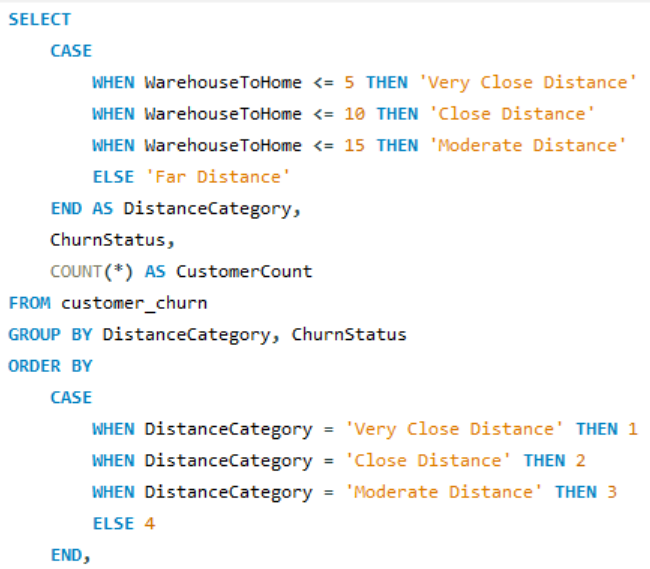 SELECT
    CASE
        WHEN WarehouseToHome <= 5 THEN 'Very Close Distance'
        WHEN WarehouseToHome <= 10 THEN 'Close Distance'
        WHEN WarehouseToHome <= 15 THEN 'Moderate Distance'
        ELSE 'Far Distance'
    END AS DistanceCategory,
    ChurnStatus,
    COUNT(*) AS CustomerCount
FROM customer_churn
GROUP BY DistanceCategory, ChurnStatus
ORDER BY
    CASE
        WHEN DistanceCategory = 'Very Close Distance' THEN 1
        WHEN DistanceCategory = 'Close Distance' THEN 2
        WHEN DistanceCategory = 'Moderate Distance' THEN 3
        ELSE 4
    END,